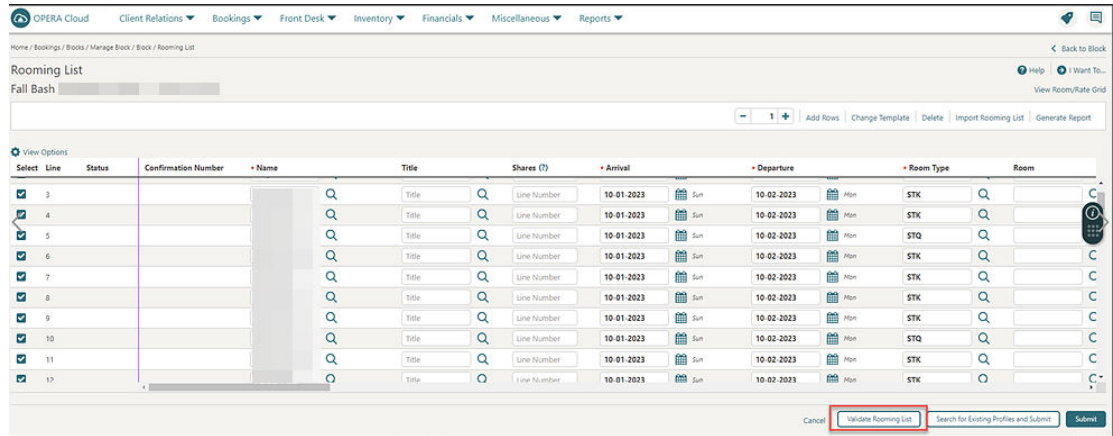 OPERA Cloud Client Relations Bookings Front Desk Inventory Financials Miscellaneous Reports
Home / Bookings / Blocks / Manage Block / Block / Rooming List Back to Block
Rooming List Help I Want To...
Fall Bash View Room/Rate Grid
1 Add Rows Change Template Delete Import Rooming List Generate Report
View Options
Select Line Status Confirmation Number Name Title Shares (?) Arrival Departure Room Type Room
3 Title Line Number 10-01-2023 Sun 10-02-2023 Mon STK
4 Title Line Number 10-01-2023 Sun 10-02-2023 Mon STK
5 Title Line Number 10-01-2023 Sun 10-02-2023 Mon STQ
6 Title Line Number 10-01-2023 Sun 10-02-2023 Mon STK
7 Title Line Number 10-01-2023 Sun 10-02-2023 Mon STK
8 Title Line Number 10-01-2023 Sun 10-02-2023 Mon STK
9 Title Line Number 10-01-2023 Sun 10-02-2023 Mon STK
10 Title Line Number 10-01-2023 Sun 10-02-2023 Mon STQ
11 Title Line Number 10-01-2023 Sun 10-02-2023 Mon STK
12 Title Line Number 10-01-2023 Sun 10-02-2023 Mon STK
Cancel Validate Rooming List Search for Existing Profiles and Submit Submit